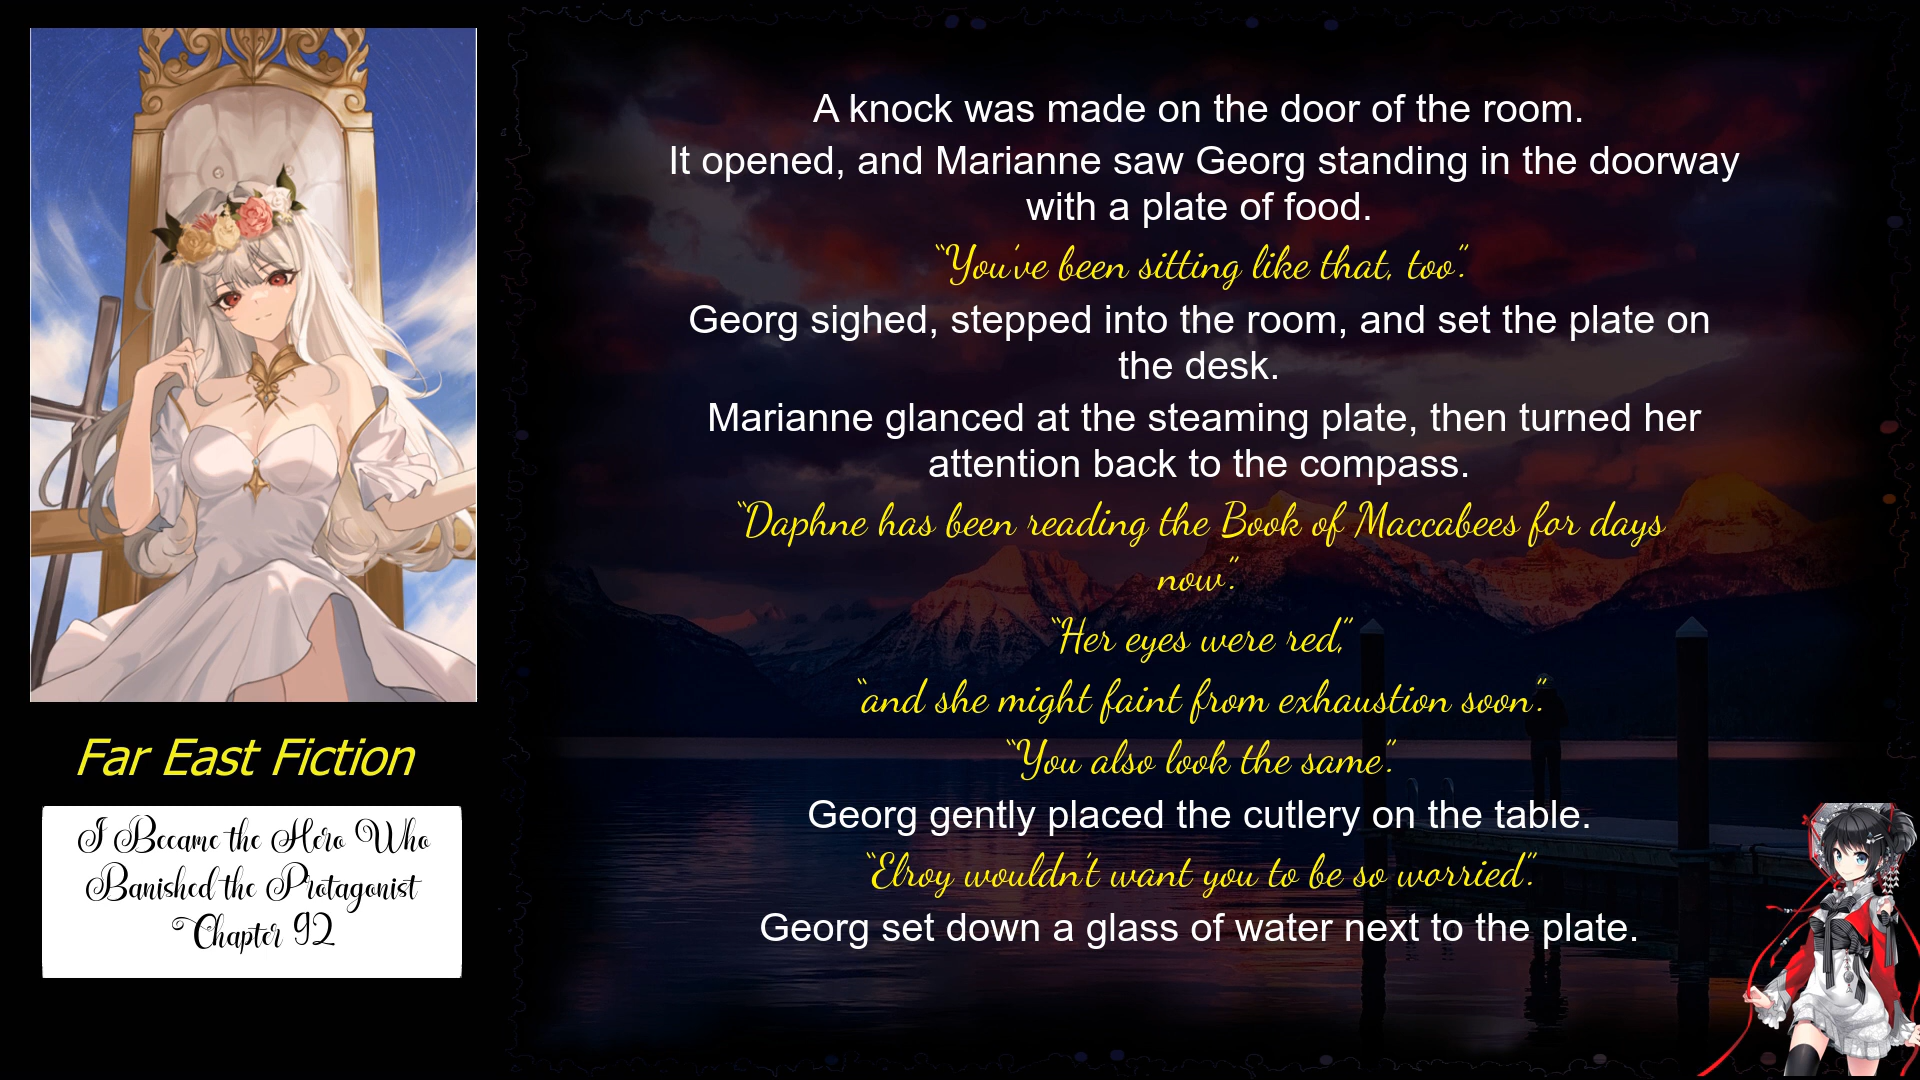 A knock was made on the door of the room.
It opened, and Marianne saw Georg standing in the doorway
with a plate of food.
“You’ve been sitting like that, too”.
Georg sighed, stepped into the room, and set the plate on
the desk.
Marianne glanced at the steaming plate, then turned her
attention back to the compass.
“Daphne has been reading the Book of Maccabees for days
now”.
“Her eyes were red,”
“and she might faint from exhaustion soon”.
“You also look the same”.
Georg gently placed the cutlery on the table.
“Elroy wouldn’t want you to be so worried”.
Georg set down a glass of water next to the plate.
Far East Fiction
I Became the Hero Who
Banished the Protagonist
Chapter 92